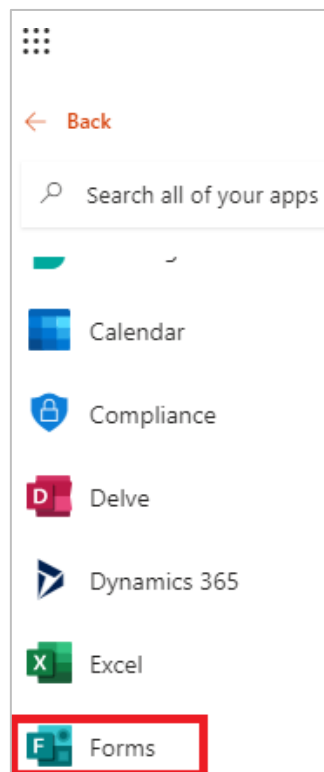 Back
Search all of your apps
Calendar
Compliance
D Delve
Dynamics 365
X Excel
F Forms